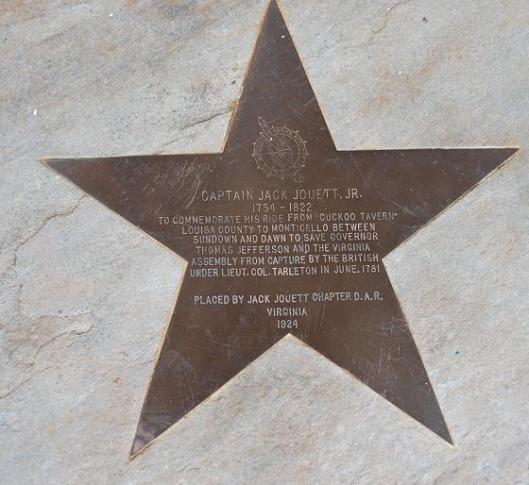 CAPTAIN JACK JOUETT, JR.
1754 - 1822
TO COMMEMORATE HIS RIDE FROM "CUCKOO TAVERN"
LOUISA COUNTY TO MONTICELLO BETWEEN
SUNDOWN AND DAWN TO SAVE GOVERNOR
THOMAS JEFFERSON AND THE VIRGINIA
ASSEMBLY FROM CAPTURE BY THE BRITISH
UNDER LIEUT. COL. TARLETON IN JUNE, 1781
PLACED BY JACK JOUETT CHAPTER D.A.R.
VIRGINIA
1924